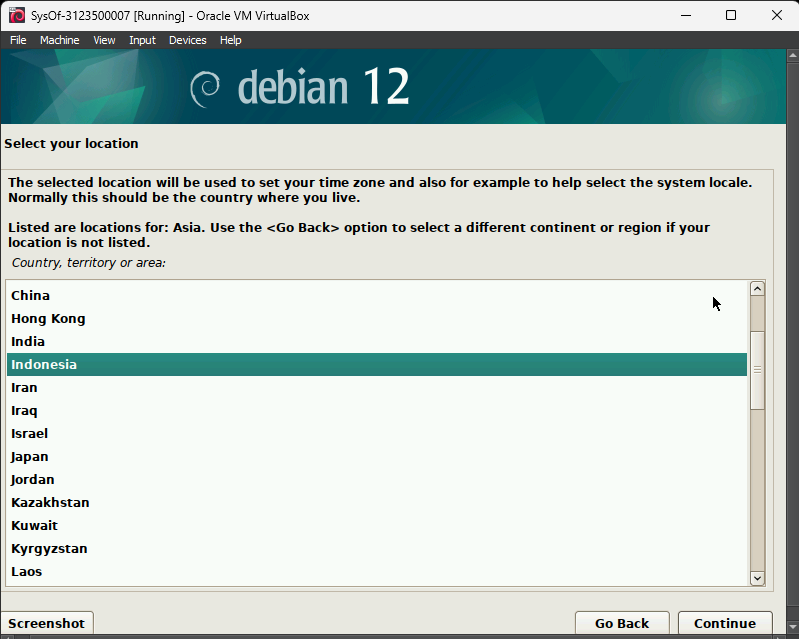 SysOf-3123500007 [Running] - Oracle VM VirtualBox
File Machine View Input Devices Help
debian 12
Select your location
The selected location will be used to set your time zone and also for example to help select the system locale.
Normally this should be the country where you live.
Listed are locations for: Asia. Use the <Go Back> option to select a different continent or region if your
location is not listed.
Country, territory or area:
China
Hong Kong
India
Indonesia
Iran
Iraq
Israel
Japan
Jordan
Kazakhstan
Kuwait
Kyrgyzstan
Laos
Screenshot Go Back Continue